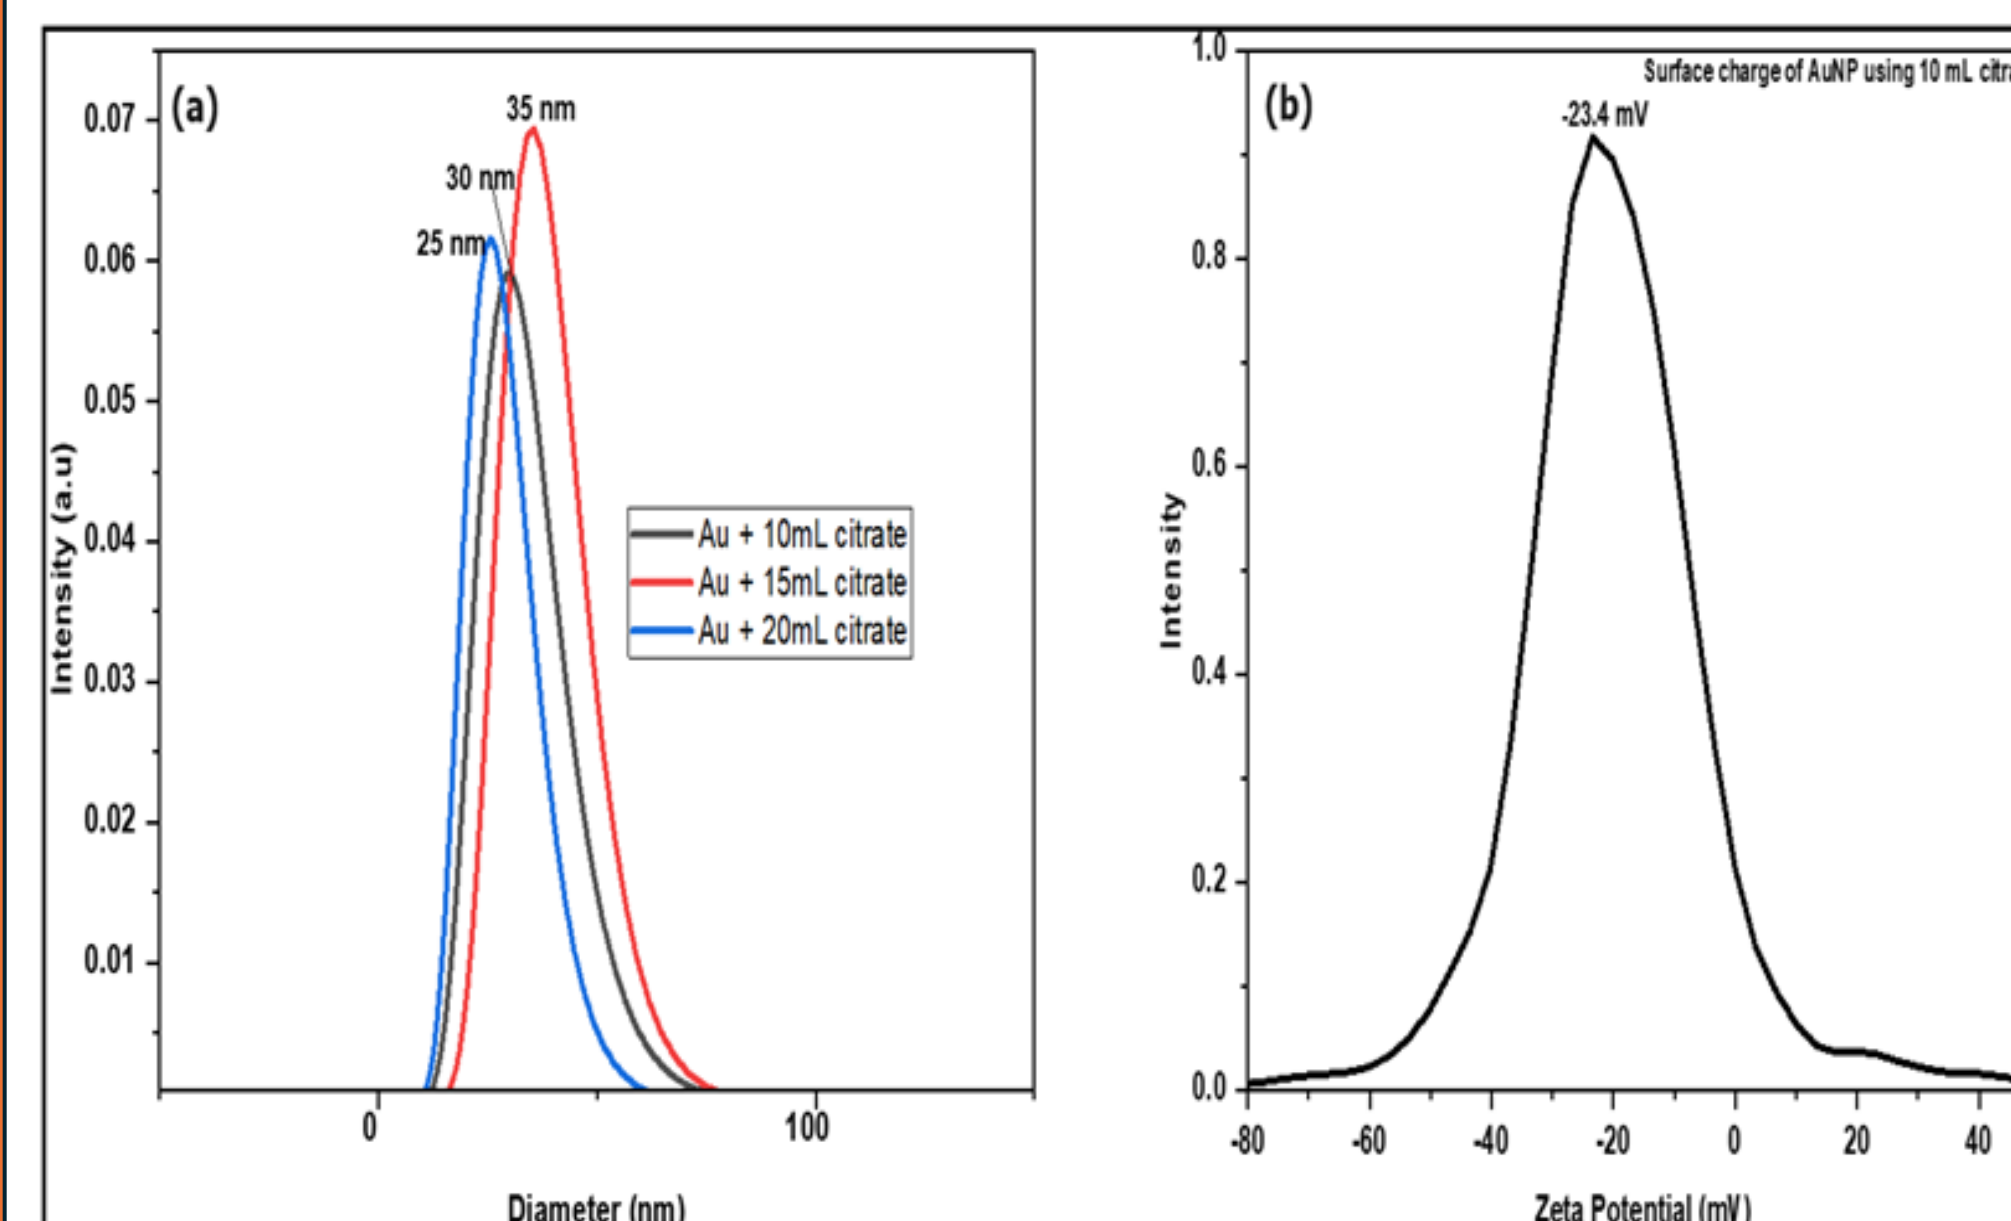 (a)
35 nm
30 nm
25 nm
0.07
0.06
0.05
0.04
0.03
0.02
0.01
Intensity (a.u)
Au + 10mL citrate
Au + 15mL citrate
Au + 20mL citrate
0
100
Diameter (nm)
(b)
Surface charge of AuNP using 10 mL citra
-23.4 mV
1.0
0.8
0.6
0.4
0.2
0.0
Intensity
-80
-60
-40
-20
0
20
40
Zeta Potential (mV)